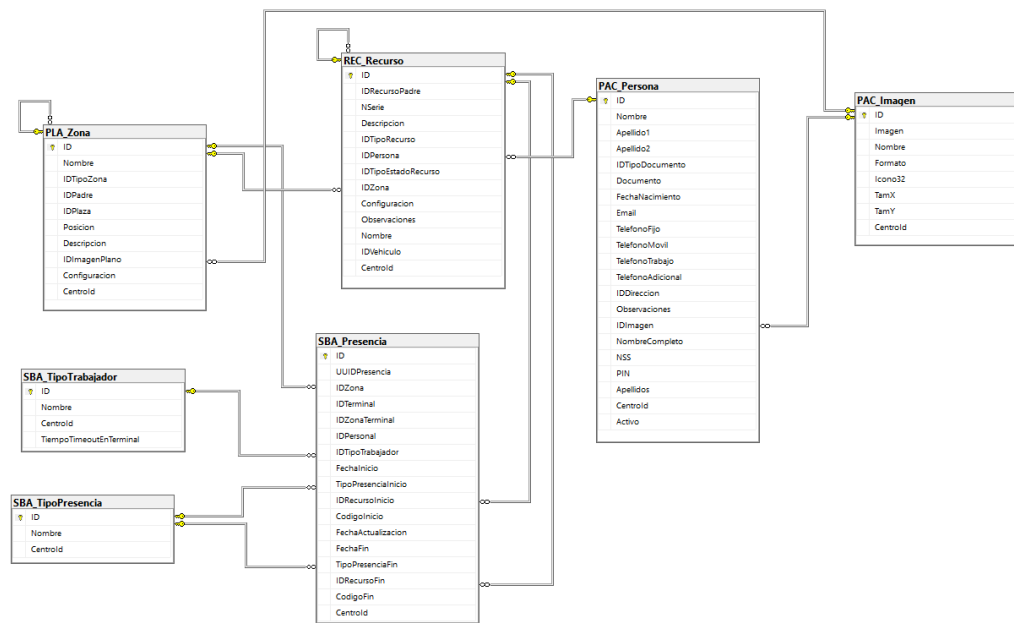 REC_Recurso
ID
IDRecursoPadre
NSerie
Descripcion
IDTipoRecurso
IDPersona
IDTipoEstadoRecurso
IDZona
Configuracion
Observaciones
Nombre
IDVehiculo
CentroId
PAC_Persona
ID
Nombre
Apellido1
Apellido2
IDTipoDocumento
Documento
FechaNacimiento
Email
TelefonoFijo
TelefonoMovil
TelefonoTrabajo
TelefonoAdicional
IDDireccion
Observaciones
IDImagen
NombreCompleto
NSS
PIN
Apellidos
CentroId
Activo
PAC_Imagen
ID
Imagen
Nombre
Formato
Icono32
TamX
TamY
CentroId
PLA_Zona
ID
Nombre
IDTipoZona
IDPadre
IDPlaza
Posicion
Descripcion
IDImagenPlano
Configuracion
CentroId
SBA_Presencia
ID
UUIDPresencia
IDZona
IDTerminal
IDZonaTerminal
IDPersonal
IDTipoTrabajador
FechaInicio
TipoPresenciaInicio
IDRecursoInicio
CodigoInicio
FechaActualizacion
FechaFin
TipoPresenciaFin
IDRecursoFin
CodigoFin
CentroId
SBA_TipoTrabajador
ID
Nombre
CentroId
TiempoTimeoutEnTerminal
SBA_TipoPresencia
ID
Nombre
CentroId